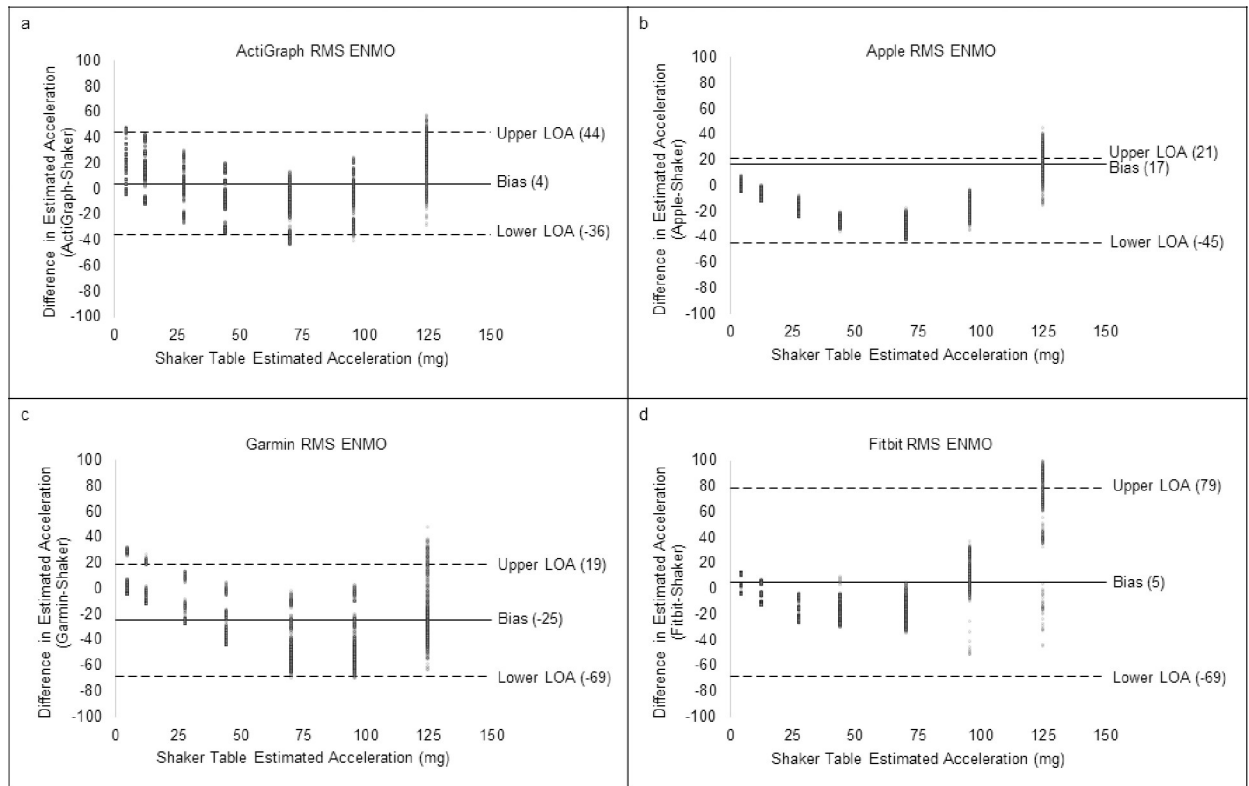 a
ActiGraph RMS ENMO
Difference in Estimated Acceleration
(ActiGraph-Shaker)
100
80
60
40
20
0
-20
-40
-60
-80
-100
Upper LOA (44)
Bias (4)
Lower LOA (-36)
0 25 50 75 100 125 150
Shaker Table Estimated Acceleration (mg)
b
Apple RMS ENMO
Difference in Estimated Acceleration
(Apple-Shaker)
100
80
60
40
20
0
-20
-40
-60
-80
-100
Upper LOA (21)
Bias (17)
Lower LOA (-45)
0 25 50 75 100 125 150
Shaker Table Estimated Acceleration (mg)
c
Garmin RMS ENMO
Difference in Estimated Acceleration
(Garmin-Shaker)
100
80
60
40
20
0
-20
-40
-60
-80
-100
Upper LOA (19)
Bias (-25)
Lower LOA (-69)
0 25 50 75 100 125 150
Shaker Table Estimated Acceleration (mg)
d
Fitbit RMS ENMO
Difference in Estimated Acceleration
(Fitbit-Shaker)
100
80
60
40
20
0
-20
-40
-60
-80
-100
Upper LOA (79)
Bias (5)
Lower LOA (-69)
0 25 50 75 100 125 150
Shaker Table Estimated Acceleration (mg)